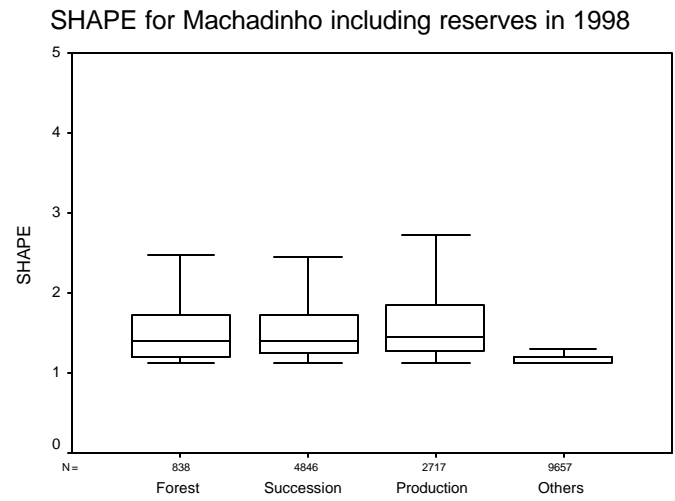 SHAPE for Machadinho including reserves in 1998
5
4
3
2
1
0
SHAPE
N = 838 4846 2717 9657
Forest Succession Production Others